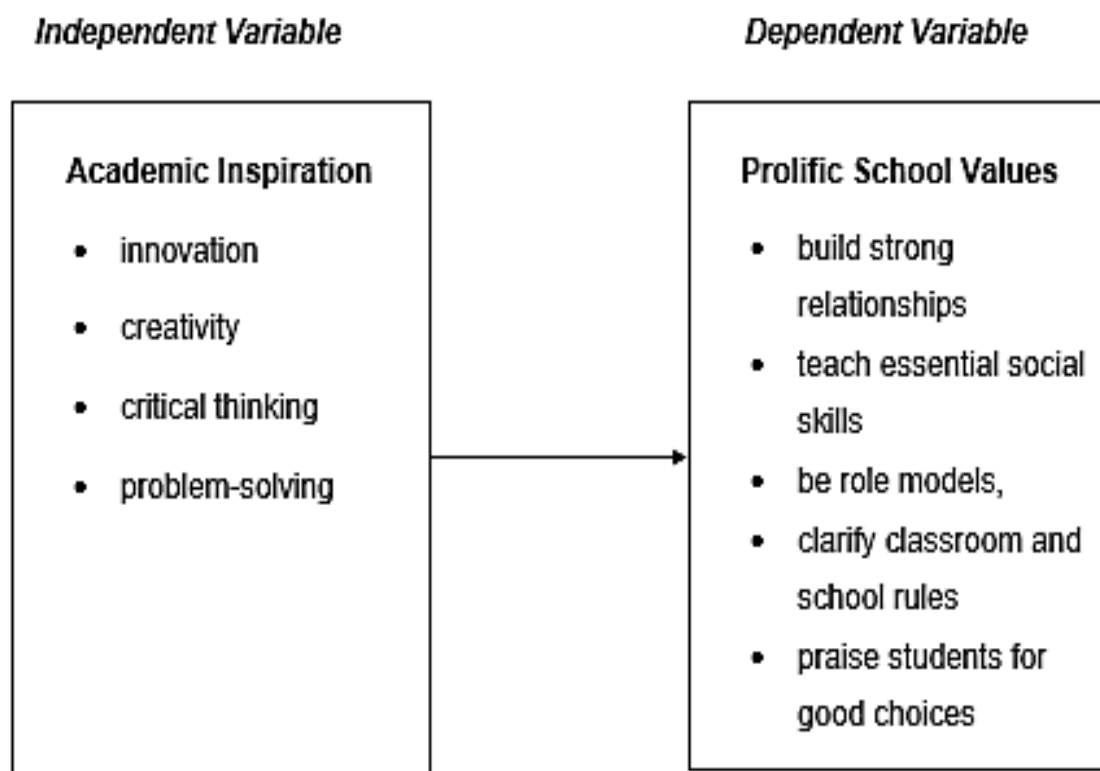 Independent Variable
Dependent Variable
Academic Inspiration
• innovation
• creativity
• critical thinking
• problem-solving
Prolific School Values
• build strong
relationships
• teach essential social
skills
• be role models,
• clarify classroom and
school rules
• praise students for
good choices